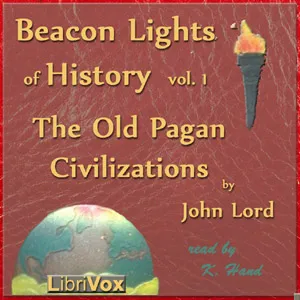 Beacon Lights
of History vol. 1
The Old Pagan
Civilizations
by
John Lord
read by
K. Hand
LibriVox